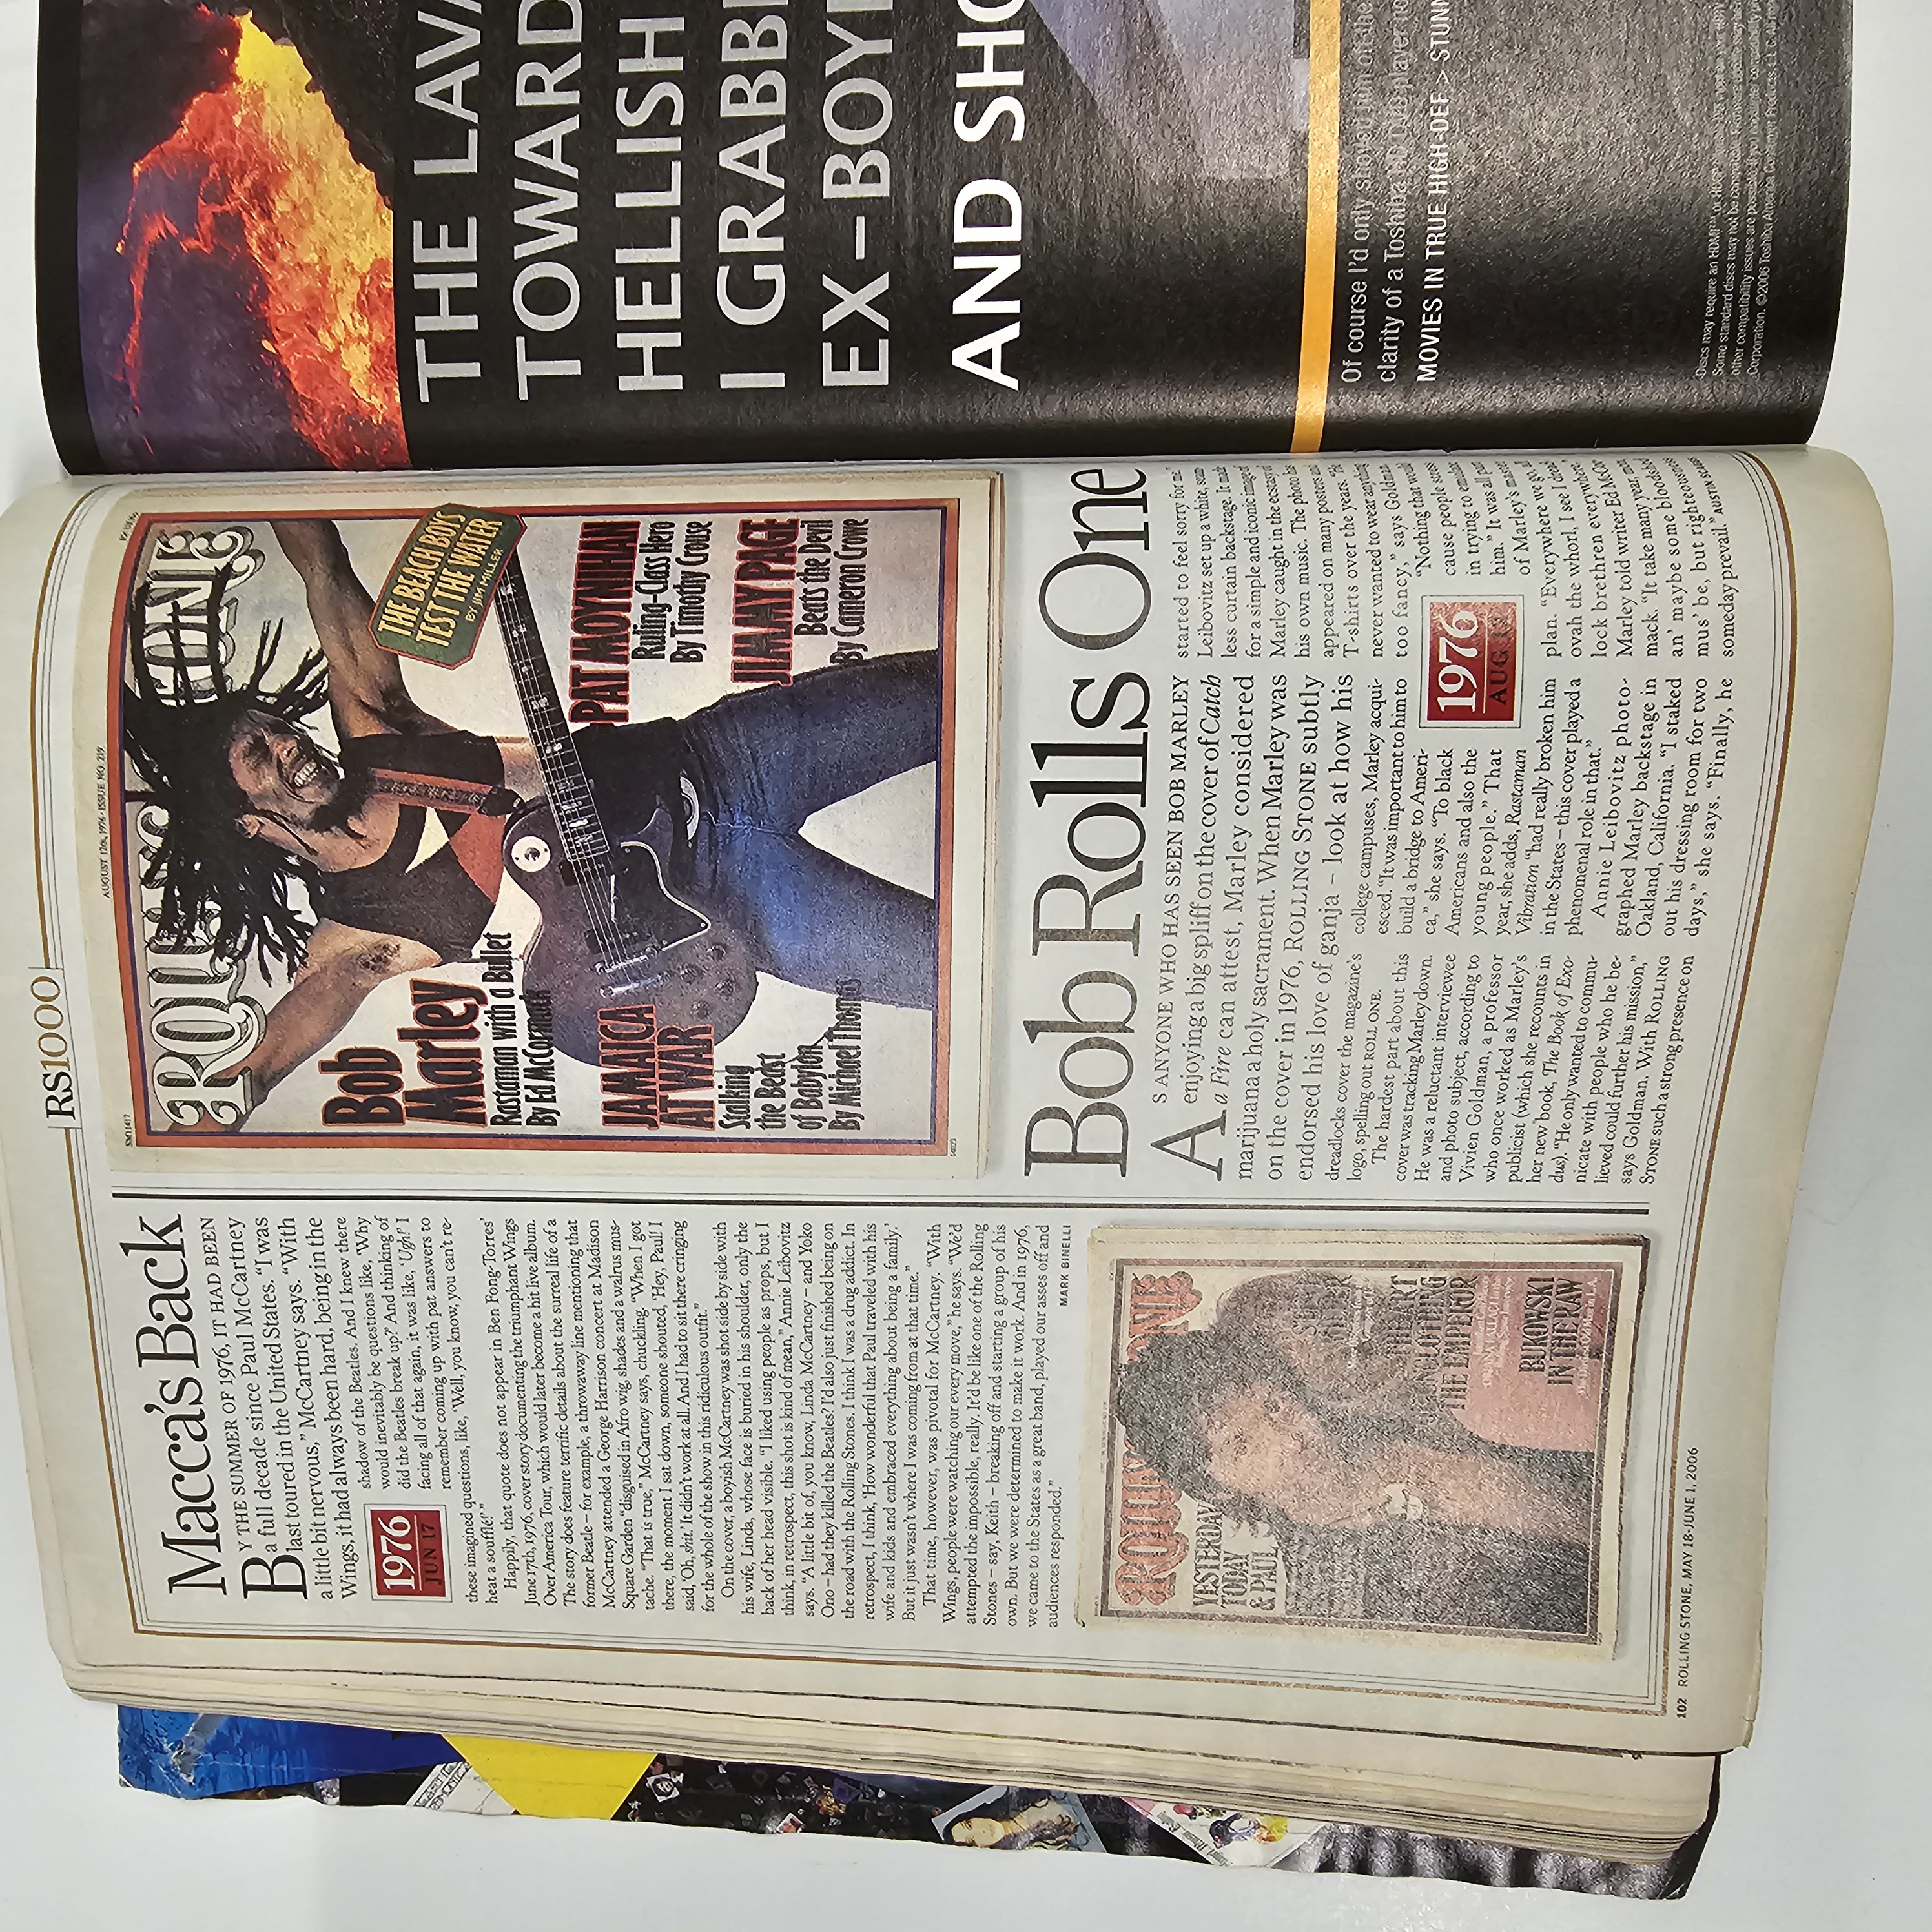 RS1000
Macca's Back
BY THE SUMMER OF 1976, IT HAD BEEN
a full decade since Paul McCartney
last toured in the United States. “I was
a little bit nervous,” McCartney says. “With
Wings, it had always been hard, being in the
shadow of the Beatles. And I knew there
would inevitably be questions like, ‘Why
did the Beatles break up?’ And thinking of
facing all of that again, it was like, ‘Ugh!’ I
remember coming up with pat answers to
these imagined questions, like, ‘Well, you know, you can't re-
heat a soufflé!’”
1976
JUN 17
Happily, that quote does not appear in Ben Fong-Torres'
June 17th, 1976, cover story documenting the triumphant Wings
Over America Tour, which would later become a hit live album.
The story does feature terrific details about the surreal life of a
former Beatle – for example, a throwaway line mentioning that
McCartney attended a George Harrison concert at Madison
Square Garden “disguised in Afro wig, shades and a walrus mus-
tache. “That is true,” McCartney says, chuckling. “When I got
there, the moment I sat down, someone shouted, ‘Hey, Paul! I
said, ‘Oh, shit.’ It didn't work at all. And I had to sit there cringing
for the whole of the show in this ridiculous outfit.”
On the cover, a boyish McCartney was shot side by side with
his wife, Linda, whose face is buried in his shoulder, only the
back of her head visible. “I liked using people as props, but I
think, in retrospect, this shot is kind of mean,” Annie Leibovitz
says. “A little bit of, you know, Linda McCartney – and Yoko
Ono – had they killed the Beatles? I'd also just finished being on
the road with the Rolling Stones. I think I was a drug addict. In
retrospect, I think, ‘How wonderful that Paul traveled with his
wife and kids and embraced everything about being a family.’
But it just wasn't where I was coming from at that time.”
That time, however, was pivotal for McCartney. “With
Wings, people were watching our every move,” he says. “We'd
attempted the impossible, really. It'd be like one of the Rolling
Stones – say, Keith – breaking off and starting a group of his
own. But we were determined to make it work. And in 1976,
we came to the States as a great band, played our asses off and
audiences responded.”
MARK BINELLI
ROLLING STONE
YESTERDAY
TODAY
& PAUL
THE ART
OF UNCLOTHING
THE EMPEROR
ORIANA FALLACI
BUKOWSKI
IN THE RAW
The Dirtiest Old Man in L.A.
AUGUST 12th, 1976 · ISSUE NO. 219
SM11417
ROLLING STONE
Bob
Marley
Rastaman with a Bullet
By Ed McCormack
THE BEACH BOYS
TEST THE WATER
BY JIM MILLER
JAMAICA
AT WAR
Stalking
the Beast
of Babylon
By Michael Thomas
PAT MOYNIHAN
Ruling-Class Hero
By Timothy Crouse
JIMMY PAGE
Beats the Devil
By Cameron Crowe
Bob Rolls One
AS ANYONE WHO HAS SEEN BOB MARLEY
enjoying a big spliff on the cover of Catch
a Fire can attest, Marley considered
marijuana a holy sacrament. When Marley was
on the cover in 1976, ROLLING STONE subtly
endorsed his love of ganja – look at how his
dreadlocks cover the magazine's
logo, spelling out ROLL ONE.
The hardest part about this
cover was tracking Marley down.
He was a reluctant interviewee
and photo subject, according to
Vivien Goldman, a professor
who once worked as Marley's
publicist (which she recounts in
her new book, The Book of Exo-
dus). “He only wanted to commu-
nicate with people who he be-
lieved could further his mission,”
says Goldman. With ROLLING
STONE such a strong presence on
college campuses, Marley acqui-
esced. “It was important to him to
build a bridge to Ameri-
ca,” she says. “To black
Americans and also the
young people.” That
year, she adds, Rastaman
Vibration “had really broken him
in the States – this cover played a
phenomenal role in that.”
Annie Leibovitz photo-
graphed Marley backstage in
Oakland, California. “I staked
out his dressing room for two
days,” she says. “Finally, he
1976
AUG 12
started to feel sorry for me.”
Leibovitz set up a white, seam-
less curtain backstage. It made
for a simple and iconic image of
Marley caught in the ecstasy of
his own music. The photo has
appeared on many posters and
T-shirts over the years. “He
never wanted to wear anything
too fancy,” says Goldman.
“Nothing that would
cause people stress
in trying to emulate
him.” It was all part
of Marley's master
plan. “Everywhere we go, all
ovah the whorl, I see I dread-
lock brethren everywhere,”
Marley told writer Ed McCor-
mack. “It take many year, mon,
an' maybe some bloodshed
mus' be, but righteousness
someday prevail.” AUSTIN SCAGGS
102 ROLLING STONE, MAY 18-JUNE 1, 2006
THE LAVA
TOWARD
HELLISH
I GRABBE
EX-BOY
AND SHO
Of course I'd only shoved him off the
clarity of a Toshiba HD DVD player
MOVIES IN TRUE HIGH-DEF > STUNN
Discs may require an HDMI™ or HDCP
Some standard discs may not be compatible. Firmware update may be
other compatibility issues are possible. If you encounter compatibility
Corporation. ©2006 Toshiba America Consumer Products, L.L.C. All